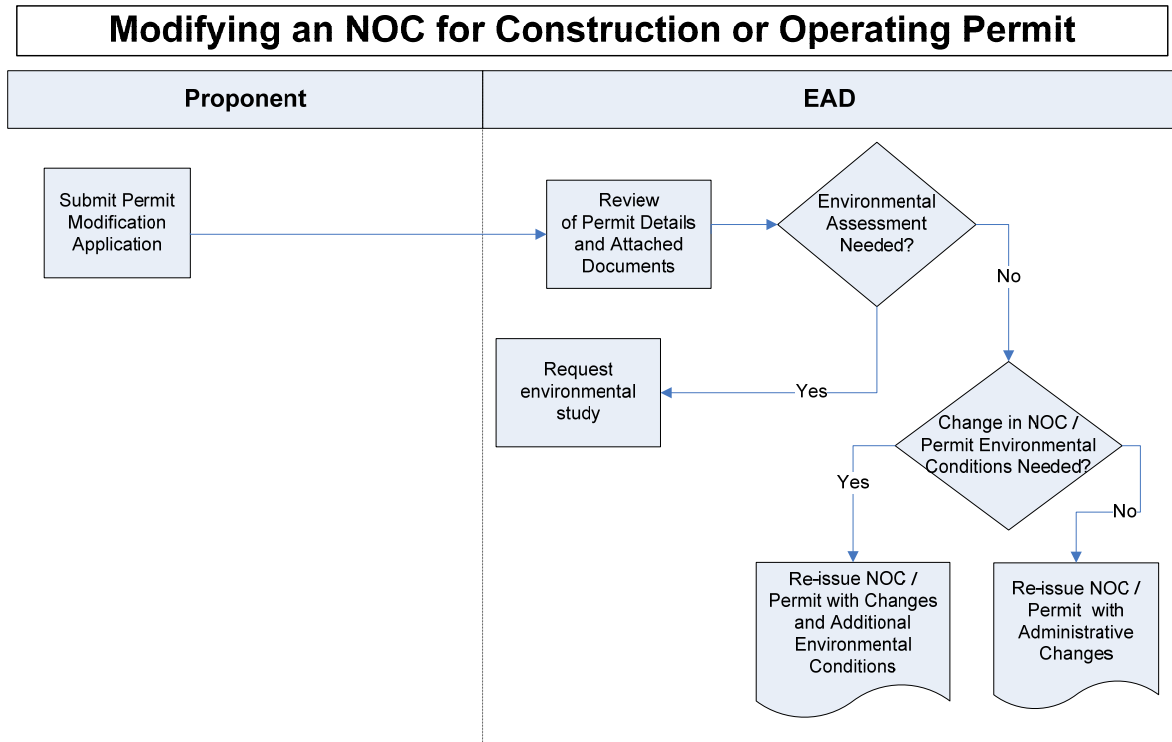 Modifying an NOC for Construction or Operating Permit
Proponent
EAD
Submit Permit
Modification
Application
Review
of Permit Details
and Attached
Documents
Environmental
Assessment
Needed?
No
Request
environmental
study
Yes
Change in NOC /
Permit Environmental
Conditions Needed?
Yes
No
Re-issue NOC /
Permit with Changes
and Additional
Environmental
Conditions
Re-issue NOC /
Permit with
Administrative
Changes